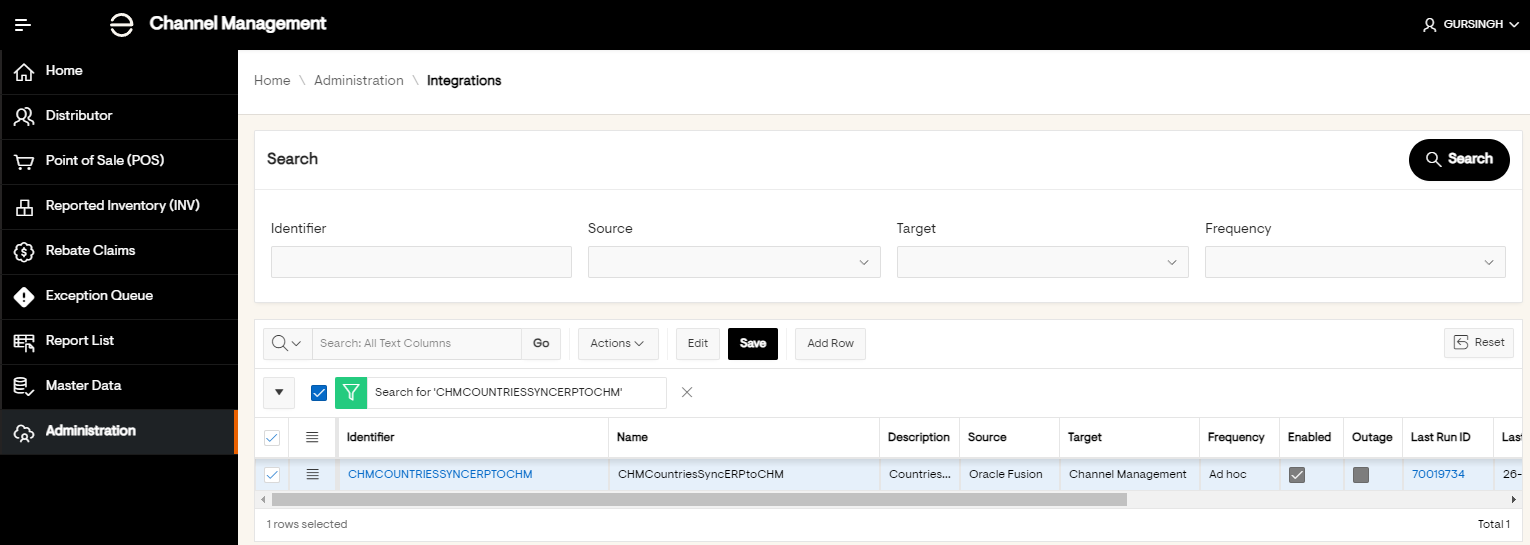 Channel Management
GURSINGH
Home
Distributor
Point of Sale (POS)
Reported Inventory (INV)
Rebate Claims
Exception Queue
Report List
Master Data
Administration
Home \ Administration \ Integrations
Search
Search
Identifier Source Target Frequency
Search: All Text Columns Go Actions Edit Save Add Row Reset
Search for 'CHMCOUNTRIESSYNCERPTOCHM'
Identifier Name Description Source Target Frequency Enabled Outage Last Run ID Last
CHMCOUNTRIESSYNCERPTOCHM CHMCountriesSyncERPtoCHM Countries... Oracle Fusion Channel Management Ad hoc 70019734 26-
1 rows selected Total 1